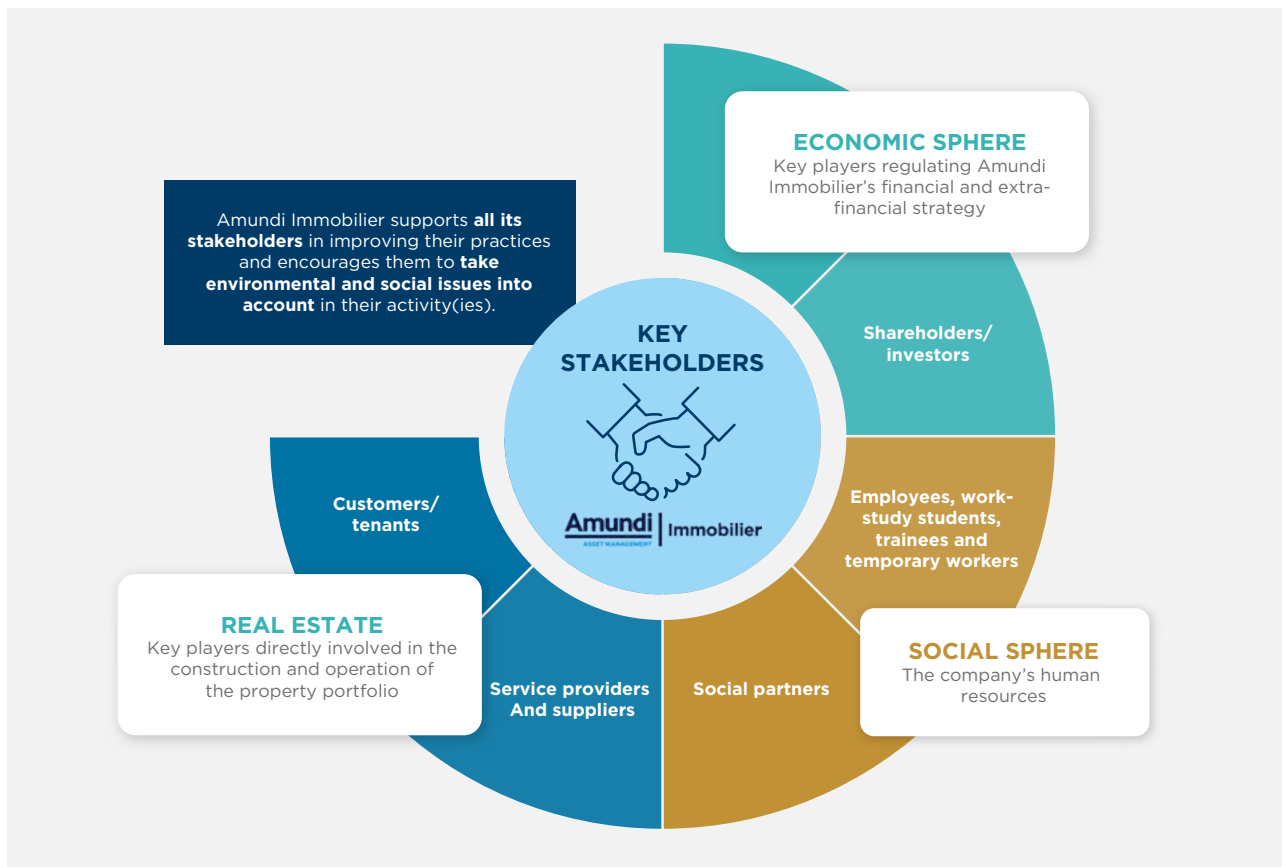 ECONOMIC SPHERE
Key players regulating Amundi
Immobilier's financial and extra-
financial strategy
Amundi Immobilier supports all its
stakeholders in improving their practices
and encourages them to take
environmental and social issues into
account in their activity(ies).
KEY
STAKEHOLDERS
Amundi
ASSET MANAGEMENT
Immobilier
Shareholders/
investors
Employees, work-
study students,
trainees and
temporary workers
SOCIAL SPHERE
The company's human
resources
Social partners
Service providers
And suppliers
Customers/
tenants
REAL ESTATE
Key players directly involved in the
construction and operation of
the property portfolio